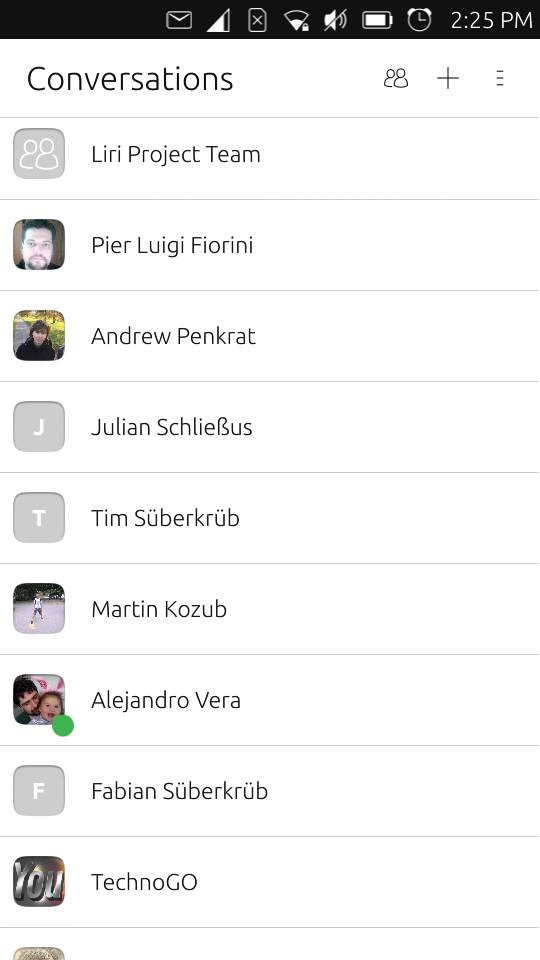 2:25 PM
Conversations
Liri Project Team
Pier Luigi Fiorini
Andrew Penkrat
J
Julian Schließus
T
Tim Süberkrüb
Martin Kozub
Alejandro Vera
F
Fabian Süberkrüb
You
TechnoGO